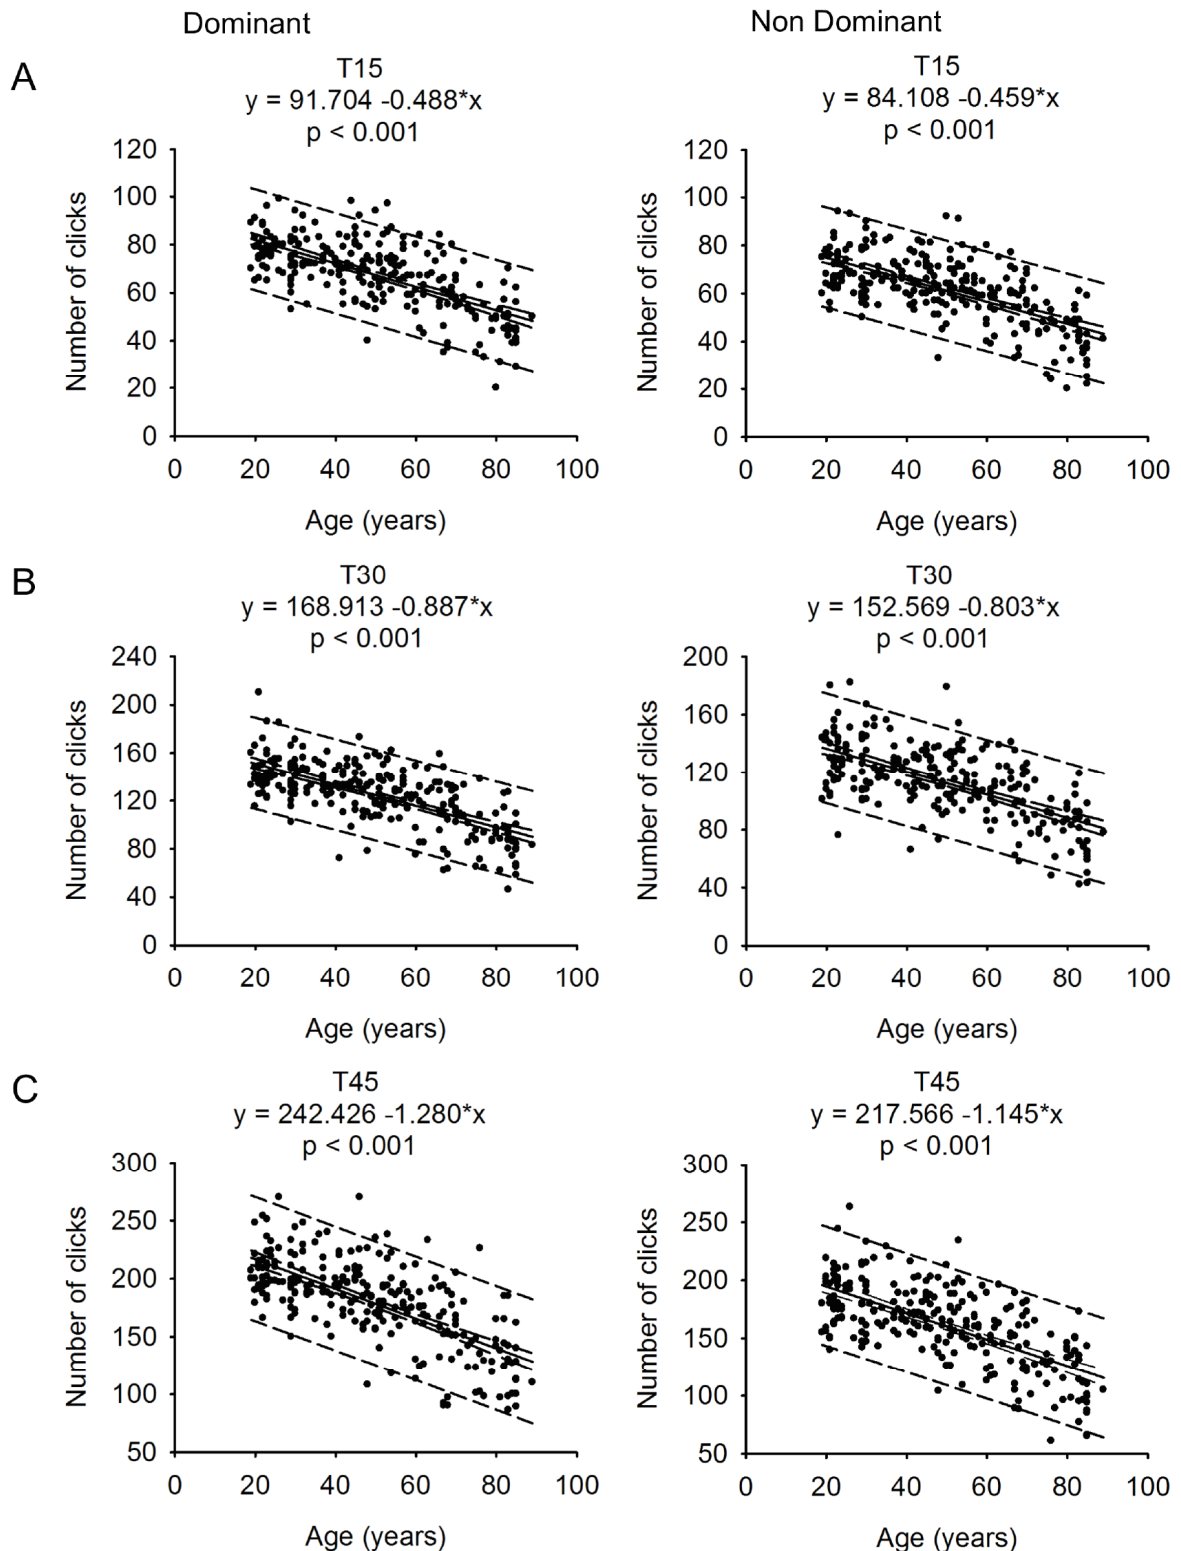 Dominant
Non Dominant
A
T15
y = 91.704 -0.488*x
p < 0.001
120
100
80
60
40
20
0
Number of clicks
0 20 40 60 80 100
Age (years)
T15
y = 84.108 -0.459*x
p < 0.001
120
100
80
60
40
20
0
Number of clicks
0 20 40 60 80 100
Age (years)
B
T30
y = 168.913 -0.887*x
p < 0.001
240
200
160
120
80
40
0
Number of clicks
0 20 40 60 80 100
Age (years)
T30
y = 152.569 -0.803*x
p < 0.001
200
160
120
80
40
0
Number of clicks
0 20 40 60 80 100
Age (years)
C
T45
y = 242.426 -1.280*x
p < 0.001
300
250
200
150
100
50
Number of clicks
0 20 40 60 80 100
Age (years)
T45
y = 217.566 -1.145*x
p < 0.001
300
250
200
150
100
50
Number of clicks
0 20 40 60 80 100
Age (years)